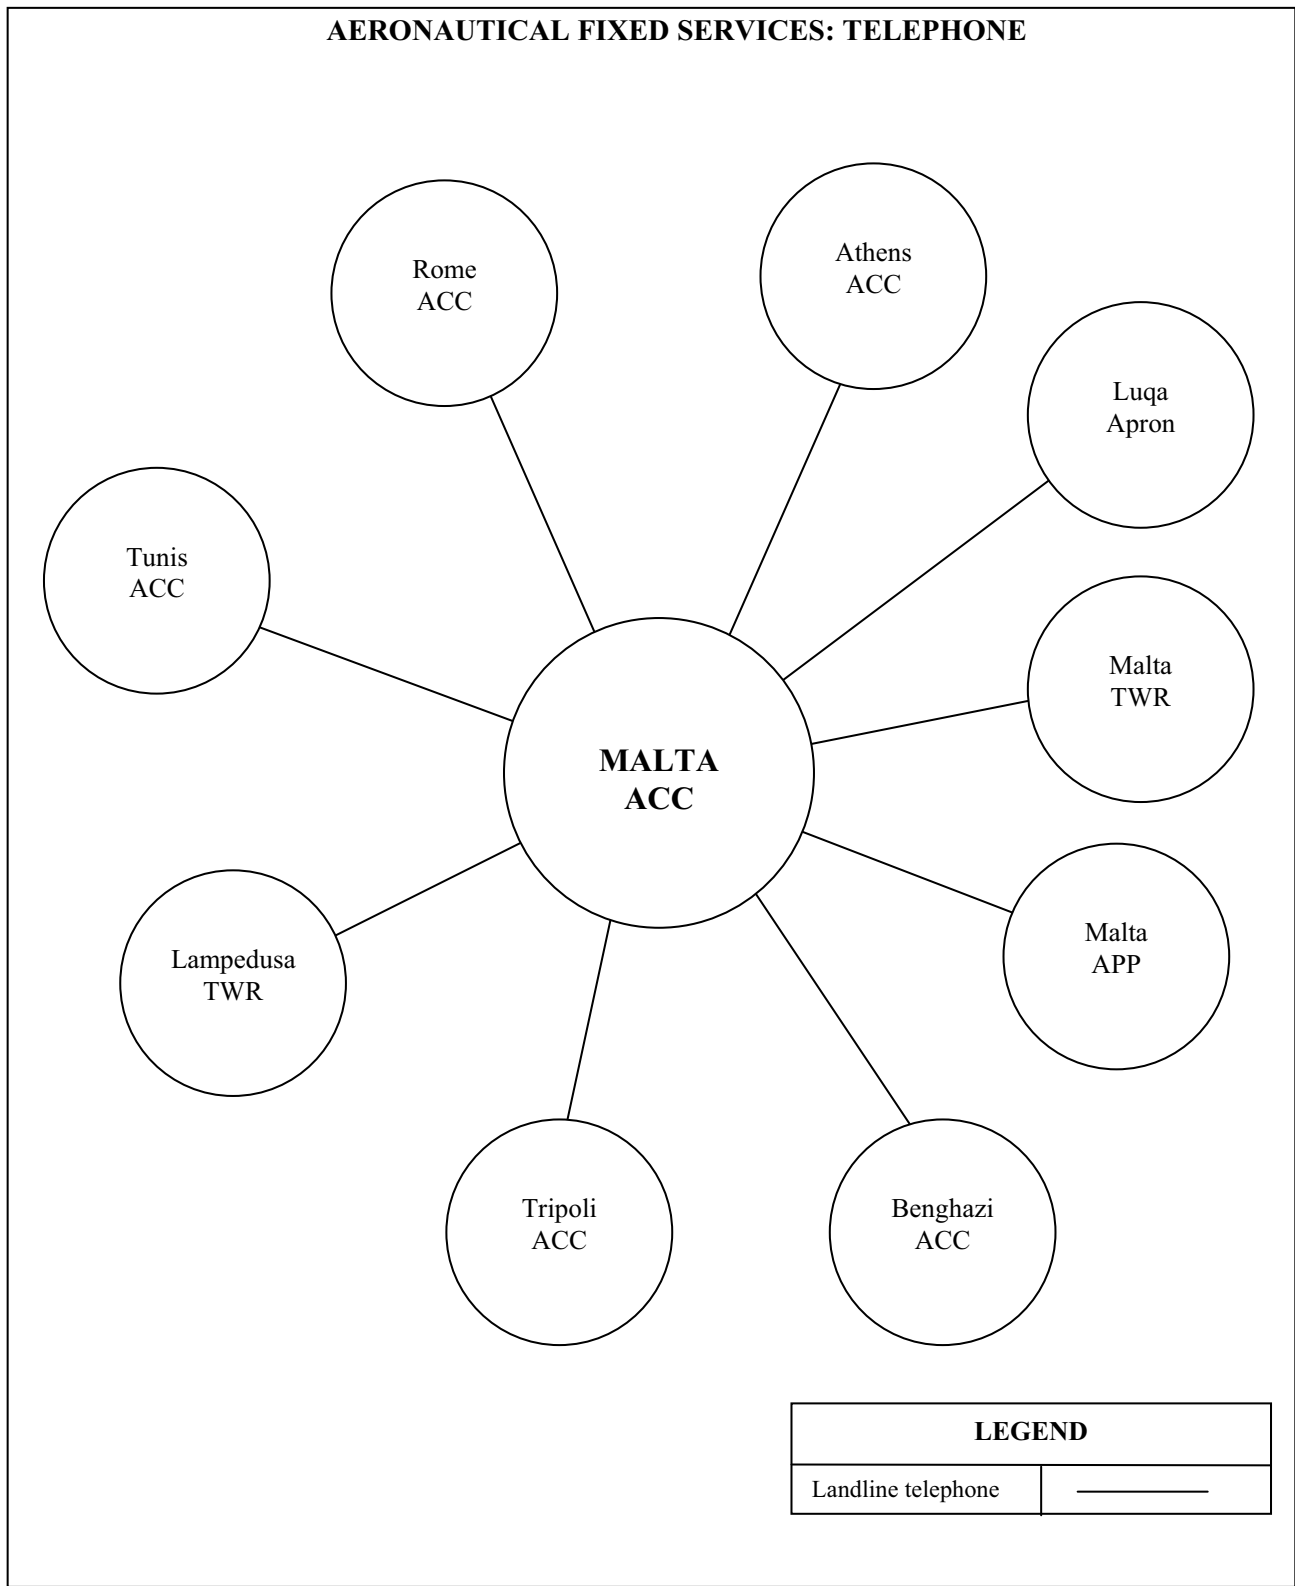 AERONAUTICAL FIXED SERVICES: TELEPHONE
Rome
ACC
Athens
ACC
Luqa
Apron
Tunis
ACC
Malta
TWR
MALTA
ACC
Lampedusa
TWR
Malta
APP
Tripoli
ACC
Benghazi
ACC
LEGEND
Landline telephone